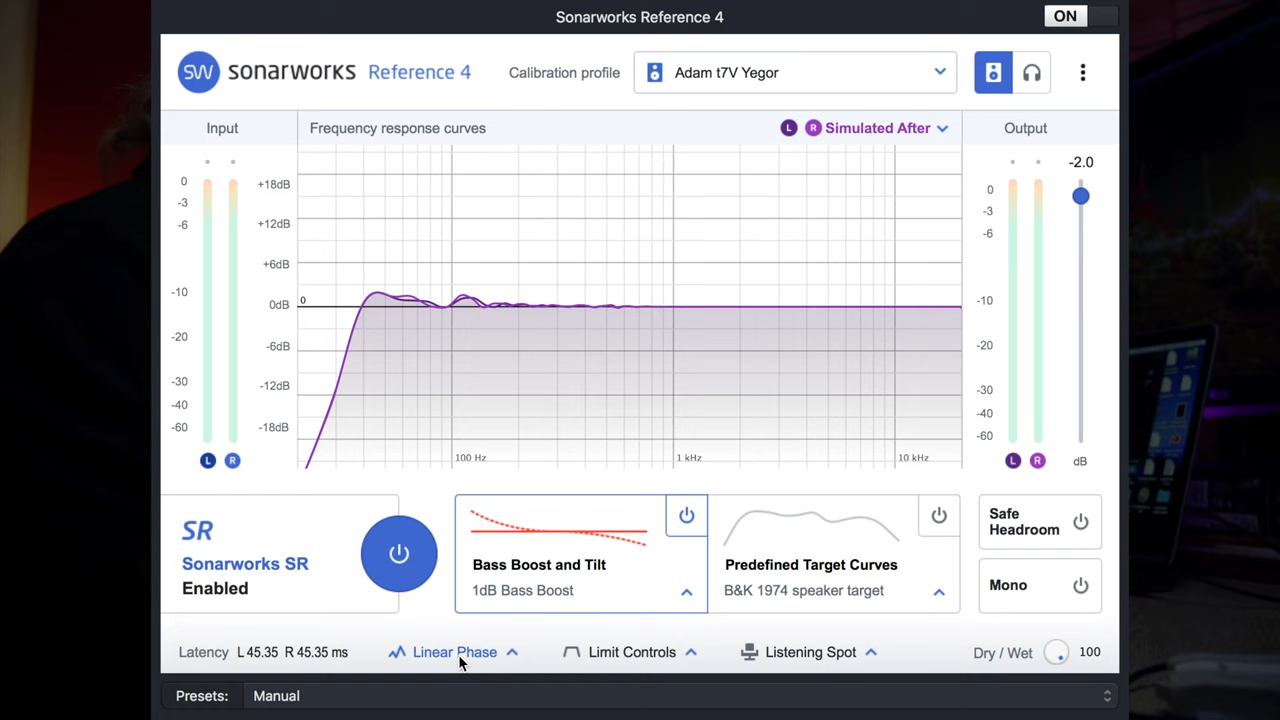 Sonarworks Reference 4
ON
SW sonarworks Reference 4
Calibration profile
Adam t7V Yegor
Input
Frequency response curves
L R Simulated After
Output
-2.0
0
-3
-6
-10
-20
-30
-40
-60
L R
+18dB
+12dB
+6dB
0dB
-6dB
-12dB
-18dB
0
100 Hz
1 kHz
10 kHz
0
-3
-6
-10
-20
-30
-40
-60
L R
dB
SR
Sonarworks SR
Enabled
Bass Boost and Tilt
1dB Bass Boost
Predefined Target Curves
B&K 1974 speaker target
Safe
Headroom
Mono
Latency L 45.35 R 45.35 ms
Linear Phase
Limit Controls
Listening Spot
Dry / Wet 100
Presets: Manual